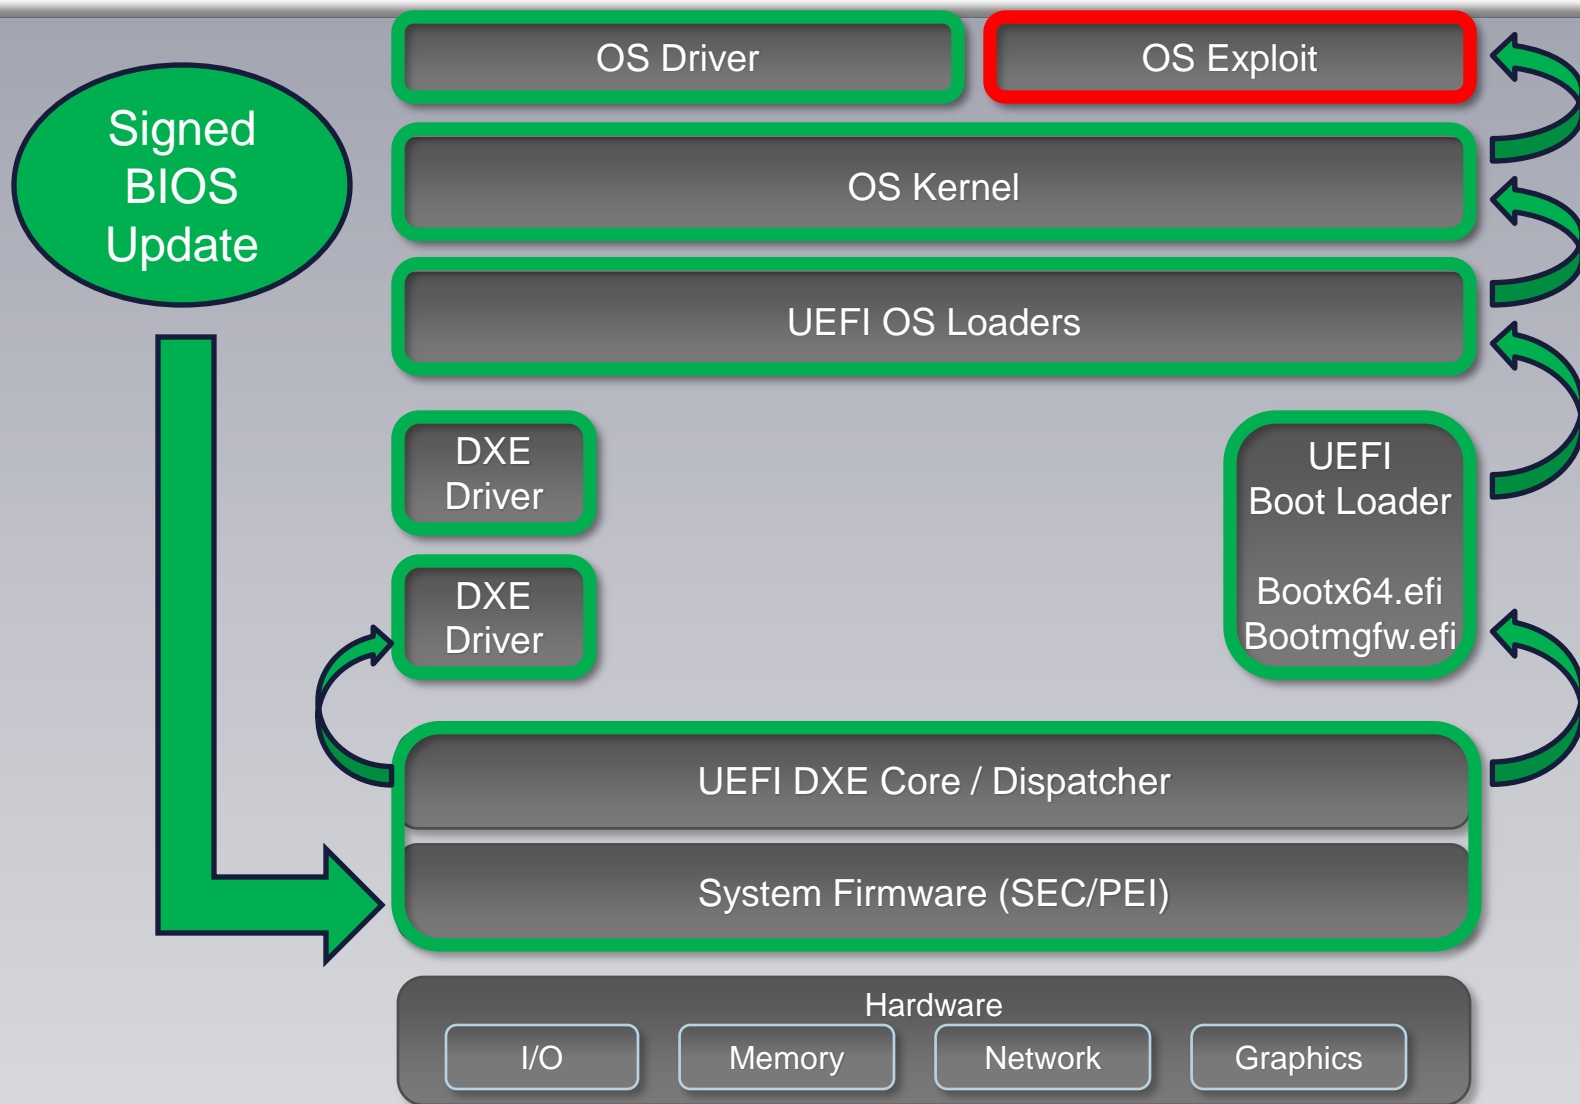 OS Driver
OS Exploit
Signed
BIOS
Update
OS Kernel
UEFI OS Loaders
DXE
Driver
UEFI
Boot Loader
Bootx64.efi
Bootmgfw.efi
DXE
Driver
UEFI DXE Core / Dispatcher
System Firmware (SEC/PEI)
Hardware
I/O
Memory
Network
Graphics